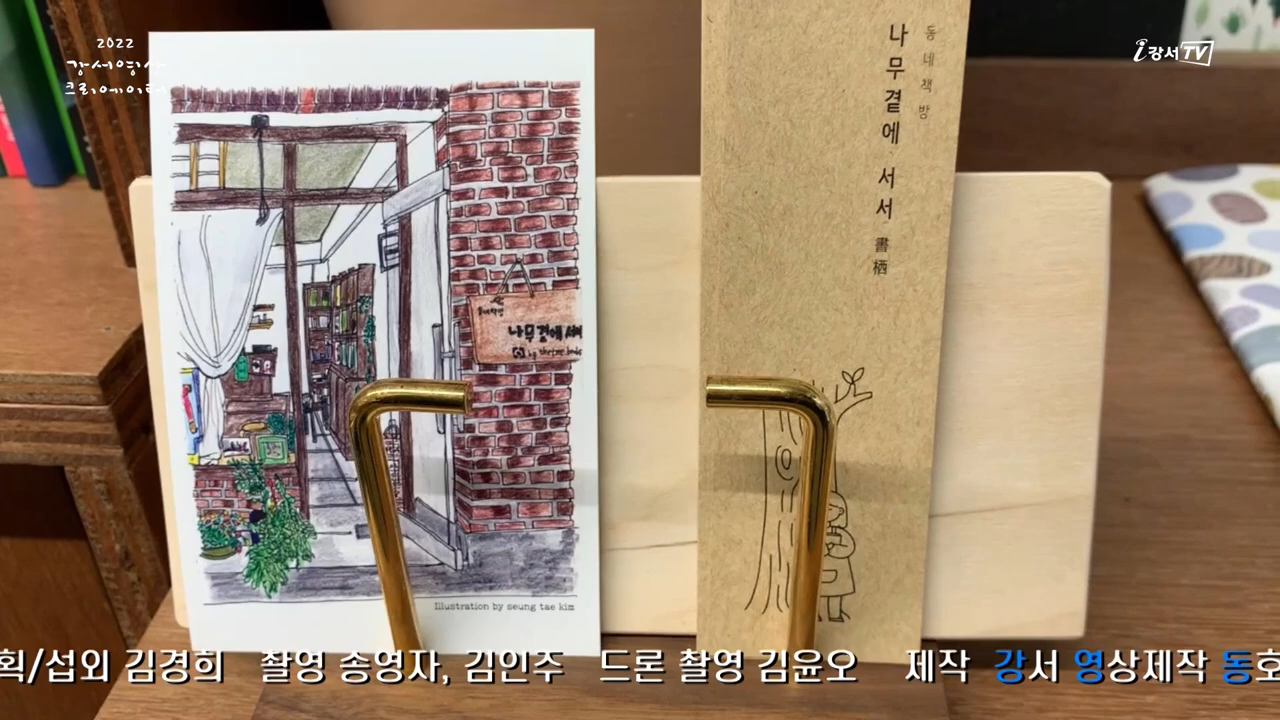 2022
강서영상
크리에이터
i강서TV
동네책방
나무곁에 서서 書栖
나무곁에 서서
Illustration by seung tae kim
획/섭외 김경희 촬영 송영자, 김인주 드론 촬영 김윤오 제작 강서 영상제작 동호